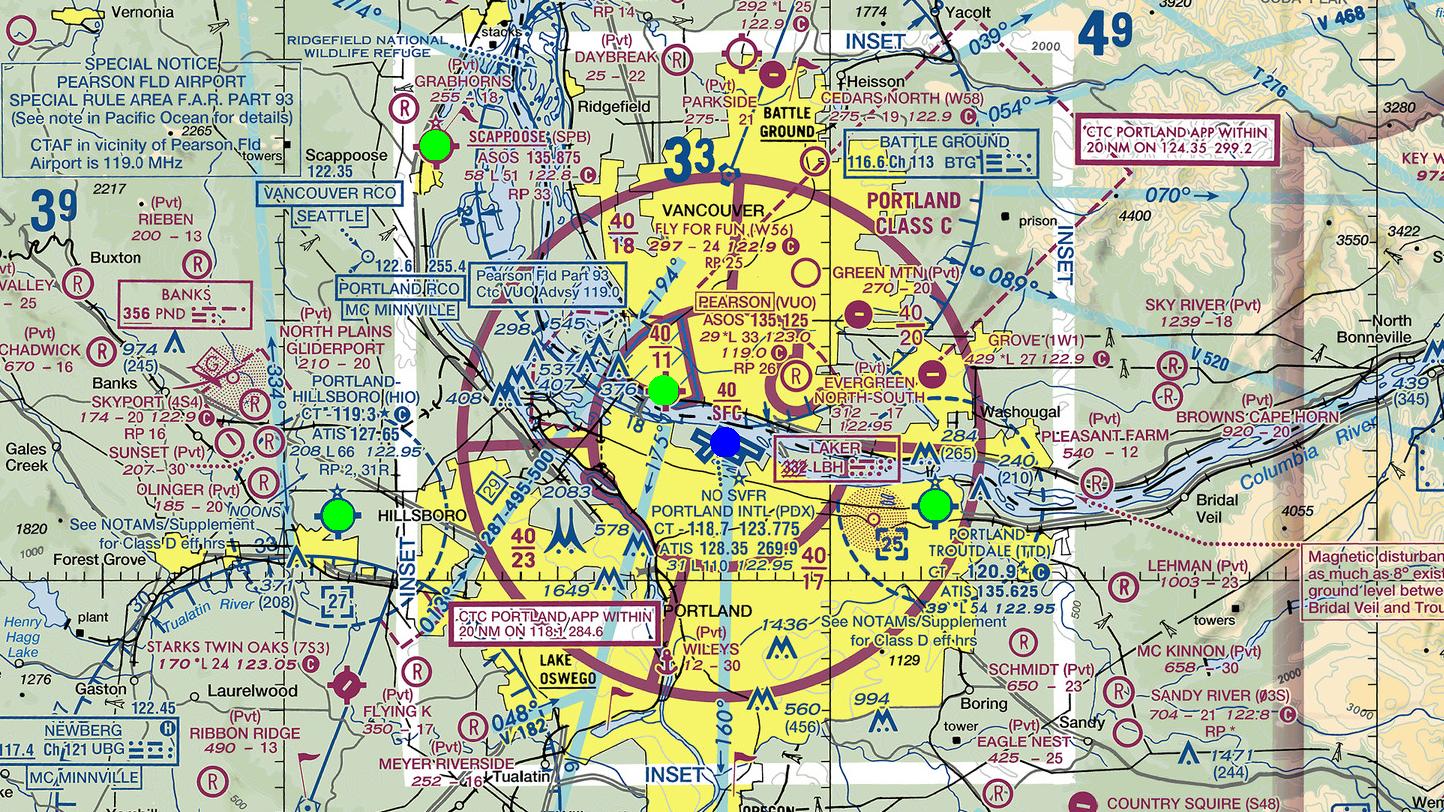 Vernonia
stacks
RP 14
292 *L 25
122.9 C
1774
Yacolt
3920
V 468
49
2000
039°
INSET
RIDGEFIELD NATIONAL
WILDLIFE REFUGE
(Pvt)
DAYBREAK
25 - 22
R
(Pvt)
GRABHORNS
255 - 18
R
Ridgefield
(Pvt)
PARKSIDE
275 - 21
BATTLE
GROUND
Heisson
CEDARS NORTH (W58)
275 - 19 122.9 C
054°
T 276
3280
SPECIAL NOTICE
PEARSON FLD AIRPORT
SPECIAL RULE AREA F.A.R. PART 93
(See note in Pacific Ocean for details)
CTAF in vicinity of Pearson Fld
Airport is 119.0 MHz
2265
towers
SCAPPOOSE (SPB)
ASOS 135.875
58 L 51 122.8 C
RP 33
Scappoose
122.35
VANCOUVER RCO
SEATTLE
33
BATTLE GROUND
116.6 Ch 113 BTG
CTC PORTLAND APP WITHIN
20 NM ON 124.35 299.2
KEY W
972
39
2217
(Pvt)
RIEBEN
200 - 13
R
Buxton
VALLEY
- 25
R
24
40
18
VANCOUVER
FLY FOR FUN (W56)
297 - 24 122.9 C
RP 25
PORTLAND
CLASS C
prison
070°
4400
3550
3422
INSET
122.6
255.4
PORTLAND RCO
MC MINNVILLE
Pearson Fld Part 93
Ctc VUO Advsy 119.0
194°
GREEN MTN (Pvt)
270 - 20
089°
BANKS
356 PND
(Pvt)
NORTH PLAINS
GLIDERPORT
210 - 20
298
545
40
11
PEARSON (VUO)
ASOS 135.125
29 *L 33 123.0
119.0 C
RP 26
R
40
20
SKY RIVER (Pvt)
1239 - 18
North
Bonneville
(Pvt)
CHADWICK
670 - 16
R
974
(245)
Banks
SKYPORT (4S4)
174 - 20 122.9 C
RP 16
R
334°
PORTLAND-
HILLSBORO (HIO)
CT - 119.3 C
ATIS 127.65
208 L 66 122.95
RP 2, 31R
408
537
407
376
40
SFC
(Pvt)
EVERGREEN
NORTH-SOUTH
312 - 17
122.95
GROVE (1W1)
429 *L 27 122.9 C
R
V 520
439
(345)
18
Washougal
BROWNS CAPE HORN
920 - 20
R
PLEASANT FARM
540 - 12
R
River
Columbia
Gales
Creek
SUNSET (Pvt)
207 - 30
R
OLINGER (Pvt)
185 - 20
R
NOONS
175°
LAKER
332 LBH
284
(265)
240
(210)
Bridal
Veil
4055
29
V 287-495-500
2083
NO SVFR
PORTLAND INTL (PDX)
CT - 118.7 123.775
ATIS 128.35 269.9
31 L 110 122.95
25
1820
1000
See NOTAMs/Supplement
for Class D eff hrs
Forest Grove
33
HILLSBORO
40
23
578
40
17
PORTLAND-
TROUTDALE (TTD)
CT - 120.9 C
ATIS 135.625
39 *L 54 122.95
Magnetic disturban
as much as 8° exist
ground level betwe
Bridal Veil and Trou
371
(208)
INSET
27
Tualatin River
Henry
Hagg
Lake
plant
013°
1649
CTC PORTLAND APP WITHIN
20 NM ON 118.1 284.6
PORTLAND
(Pvt)
WILEYS
12 - 30
1436
See NOTAMs/Supplement
for Class D eff hrs
1129
500
LEHMAN (Pvt)
1003 - 23
R
towers
MC KINNON (Pvt)
658 - 30
R
STARKS TWIN OAKS (7S3)
170 *L 24 123.05 C
1276
Gaston
122.45
Laurelwood
R
LAKE
OSWEGO
R
SCHMIDT (Pvt)
650 - 23
2000
3000
SANDY RIVER (03S)
704 - 21 122.8 C
RP *
(Pvt)
FLYING K
350 - 17
NEWBERG
117.4 Ch 121 UBG
MC MINNVILLE
(Pvt)
RIBBON RIDGE
490 - 13
R
R
(Pvt)
MEYER RIVERSIDE
252 - 16
048°
V 182
160°
560
(456)
994
Boring
tower
Sandy
(Pvt)
EAGLE NEST
425 - 25
R
1471
(244)
Tualatin
INSET
500
OREGON
COUNTRY SQUIRE (S48)